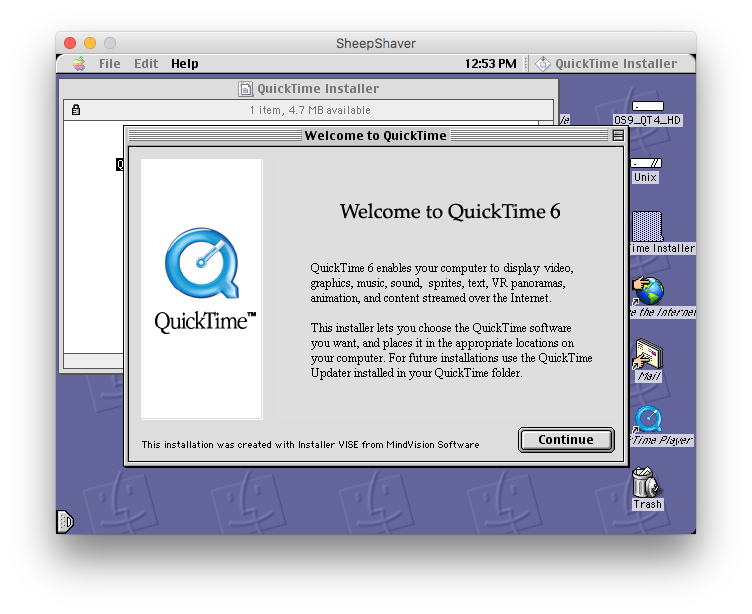 SheepShaver
File Edit Help 12:53 PM QuickTime Installer
QuickTime Installer
1 item, 4.7 MB available
OS9_QT4_HD
Unix
Time Installer
the Internet
Mail
Time Player
Trash
Welcome to QuickTime
Welcome to QuickTime 6
QuickTime™
QuickTime 6 enables your computer to display video,
graphics, music, sound, sprites, text, VR panoramas,
animation, and content streamed over the Internet.
This installer lets you choose the QuickTime software
you want, and places it in the appropriate locations on
your computer. For future installations use the QuickTime
Updater installed in your QuickTime folder.
This installation was created with Installer VISE from MindVision Software
Continue